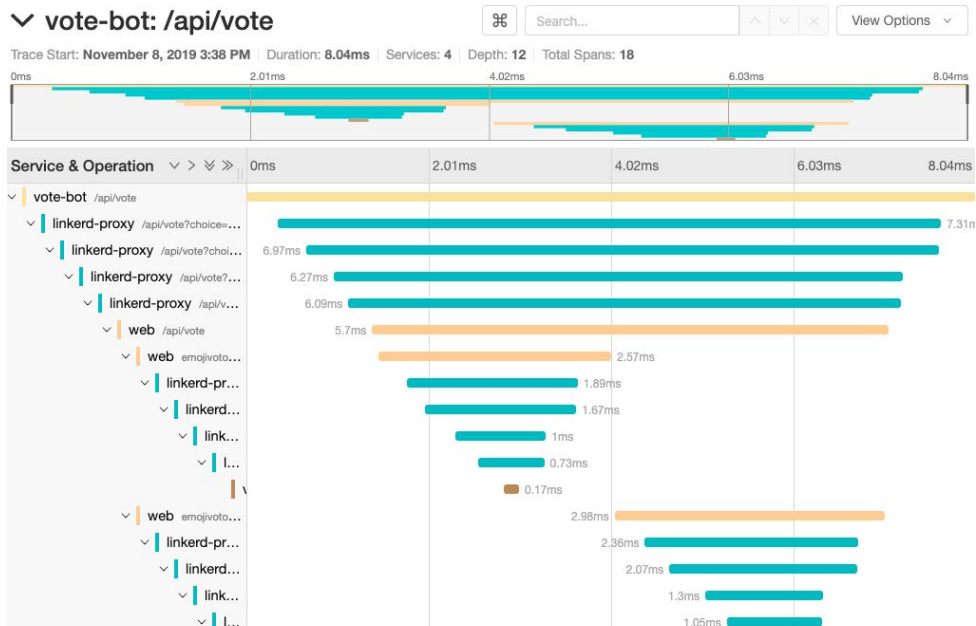 vote-bot: /api/vote
⌘ Search... View Options
Trace Start: November 8, 2019 3:38 PM Duration: 8.04ms Services: 4 Depth: 12 Total Spans: 18
0ms 2.01ms 4.02ms 6.03ms 8.04ms
Service & Operation 0ms 2.01ms 4.02ms 6.03ms 8.04ms
vote-bot /api/vote
linkerd-proxy /api/vote?choice=... 7.31m
linkerd-proxy /api/vote?choi... 6.97ms
linkerd-proxy /api/vote?... 6.27ms
linkerd-proxy /api/v... 6.09ms
web /api/vote 5.7ms
web emojivoto... 2.57ms
linkerd-pr... 1.89ms
linkerd... 1.67ms
link... 1ms
l... 0.73ms
0.17ms
web emojivoto... 2.98ms
linkerd-pr... 2.36ms
linkerd... 2.07ms
link... 1.3ms
l... 1.05ms